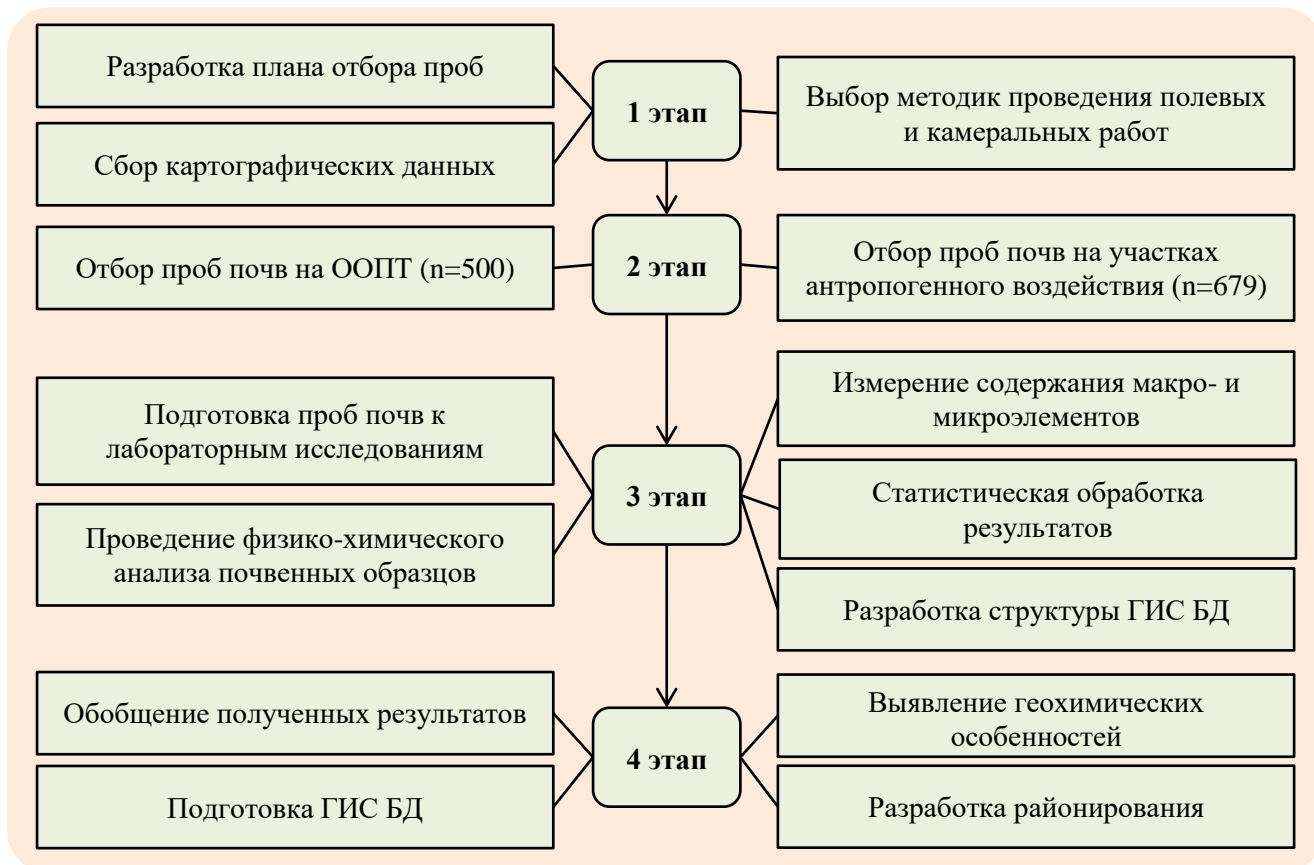 Разработка плана отбора проб
Сбор картографических данных
1 этап
Выбор методик проведения полевых
и камеральных работ
Отбор проб почв на ООПТ (n=500)
2 этап
Отбор проб почв на участках
антропогенного воздействия (n=679)
Подготовка проб почв к
лабораторным исследованиям
Проведение физико-химического
анализа почвенных образцов
3 этап
Измерение содержания макро- и
микроэлементов
Статистическая обработка
результатов
Разработка структуры ГИС БД
Обобщение полученных результатов
Подготовка ГИС БД
4 этап
Выявление геохимических
особенностей
Разработка районирования